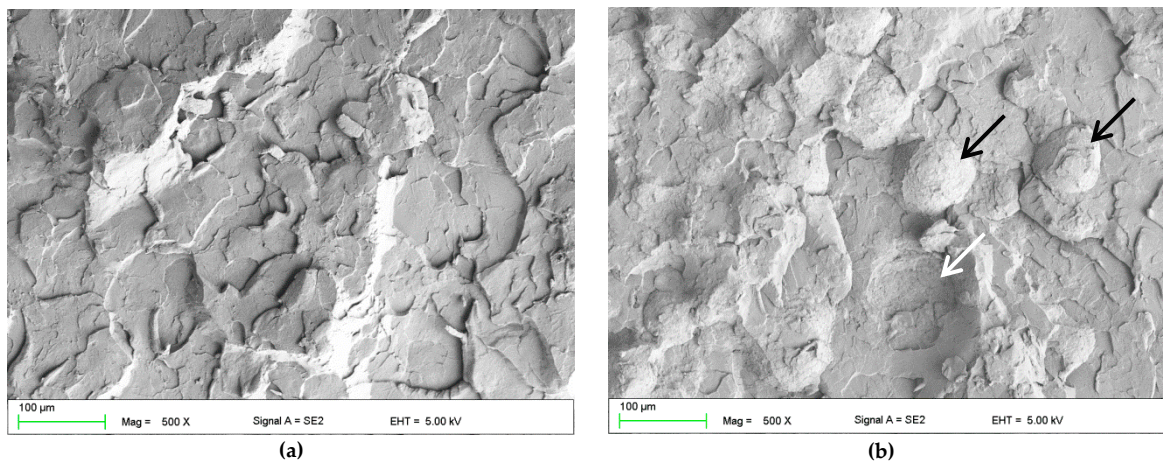 100 µm
Mag = 500 X Signal A = SE2 EHT = 5.00 kV
(a)
100 µm
Mag = 500 X Signal A = SE2 EHT = 5.00 kV
(b)